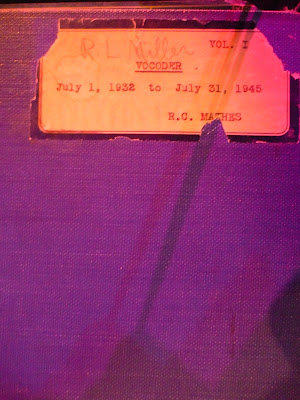 R. L Miller VOL. I
VOCODER
July 1, 1932 to July 31, 1945
R.C. MATHES